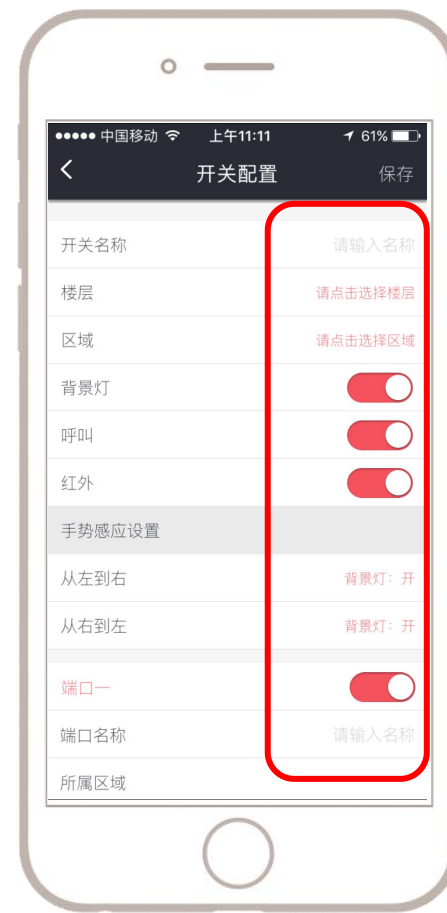 中国移动 上午11:11 61%
开关配置 保存
开关名称 请输入名称
楼层 请点击选择楼层
区域 请点击选择区域
背景灯
呼叫
红外
手势感应设置
从左到右 背景灯：开
从右到左 背景灯：开
端口一
端口名称 请输入名称
所属区域